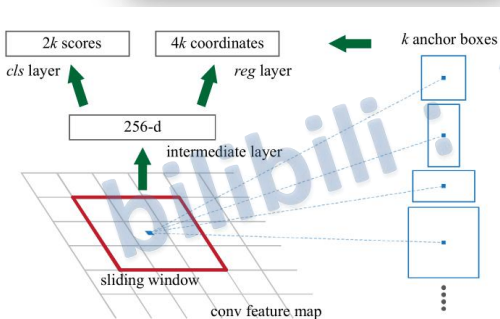 2k scores
4k coordinates
k anchor boxes
cls layer
reg layer
256-d
intermediate layer
bilibili
sliding window
conv feature map